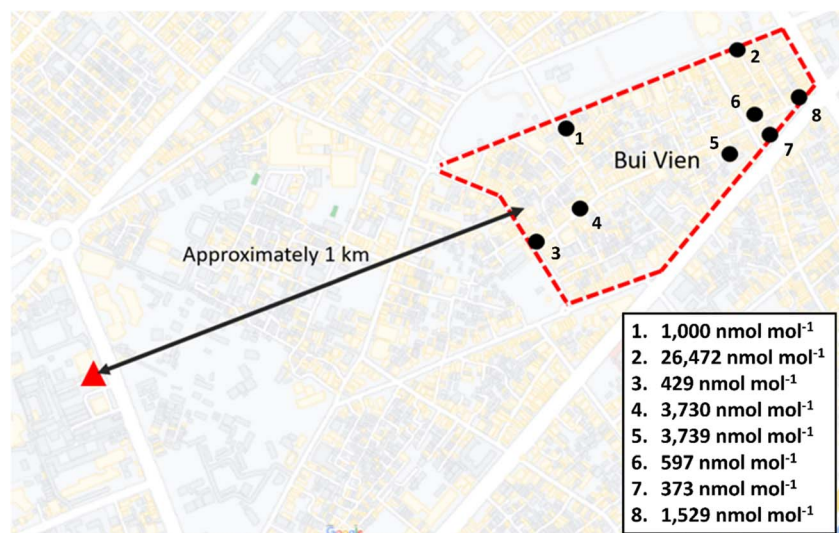 2
6
8
1
Bui Vien
5
7
4
Approximately 1 km
3
1. 1,000 nmol mol⁻¹
2. 26,472 nmol mol⁻¹
3. 429 nmol mol⁻¹
4. 3,730 nmol mol⁻¹
5. 3,739 nmol mol⁻¹
6. 597 nmol mol⁻¹
7. 373 nmol mol⁻¹
8. 1,529 nmol mol⁻¹
Google